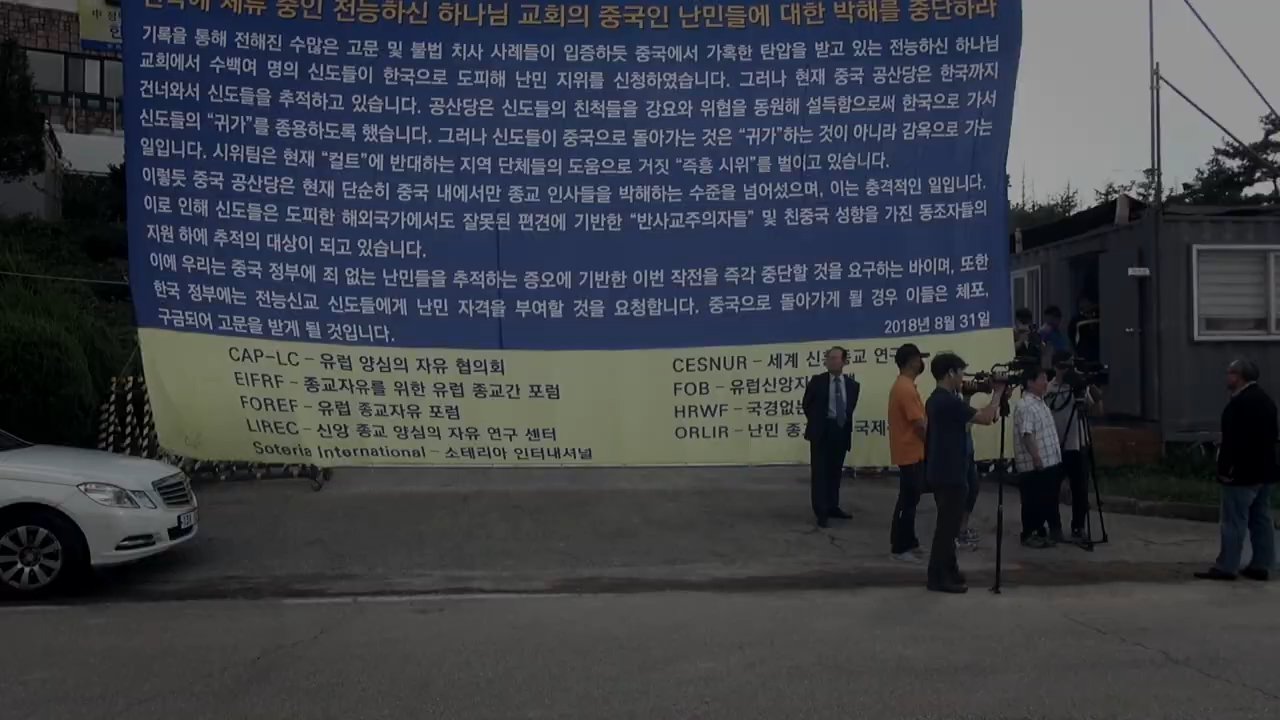 한국에 체류 중인 전능하신 하나님 교회의 중국인 난민들에 대한 박해를 중단하라
기록을 통해 전해진 수많은 고문 및 불법 치사 사례들이 입증하듯 중국에서 가혹한 탄압을 받고 있는 전능하신 하나님
교회에서 수백여 명의 신도들이 한국으로 도피해 난민 지위를 신청하였습니다. 그러나 현재 중국 공산당은 한국까지
건너와서 신도들을 추적하고 있습니다. 공산당은 신도들의 친척들을 강요와 위협을 동원해 설득함으로써 한국으로 가서
신도들의 “귀가”를 종용하도록 했습니다. 그러나 신도들이 중국으로 돌아가는 것은 “귀가”하는 것이 아니라 감옥으로 가는
일입니다. 시위팀은 현재 “컬트”에 반대하는 지역 단체들의 도움으로 거짓 “즉흥 시위”를 벌이고 있습니다.
이렇듯 중국 공산당은 현재 단순히 중국 내에서만 종교 인사들을 박해하는 수준을 넘어섰으며, 이는 충격적인 일입니다.
이로 인해 신도들은 도피한 해외국가에서도 잘못된 편견에 기반한 “반사교주의자들” 및 친중국 성향을 가진 동조자들의
지원 하에 추적의 대상이 되고 있습니다.
이에 우리는 중국 정부에 죄 없는 난민들을 추적하는 증오에 기반한 이번 작전을 즉각 중단할 것을 요구하는 바이며, 또한
한국 정부에는 전능신교 신도들에게 난민 자격을 부여할 것을 요청합니다. 중국으로 돌아가게 될 경우 이들은 체포,
구금되어 고문을 받게 될 것입니다.
2018년 8월 31일
CAP-LC – 유럽 양심의 자유 협의회
EIFRF – 종교자유를 위한 유럽 종교간 포럼
FOREF – 유럽 종교자유 포럼
LIREC – 신앙 종교 양심의 자유 연구 센터
Soteria International – 소테리아 인터내셔널
CESNUR – 세계 신흥종교 연구
FOB – 유럽신앙자
HRWF – 국경없는
ORLIR – 난민 종교 국제